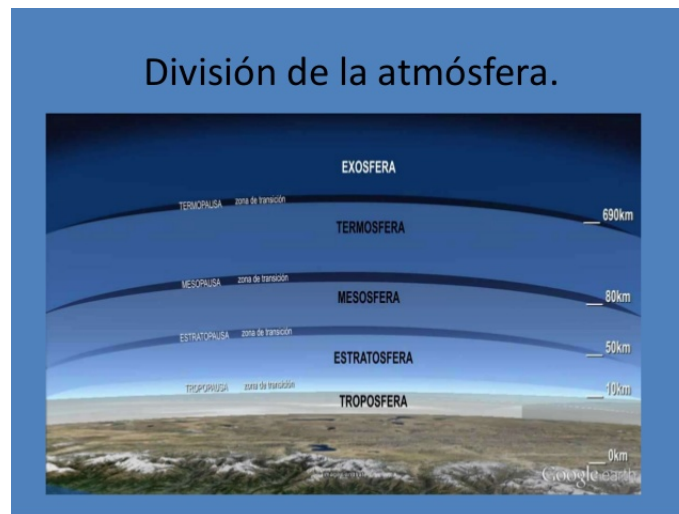 División de la atmósfera.
EXOSFERA
TERMOPAUSA zona de transición
690km
TERMOSFERA
MESOPAUSA zona de transición
MESOSFERA
80km
ESTRATOPAUSA zona de transición
50km
ESTRATOSFERA
TROPOPAUSA zona de transición
10km
TROPOSFERA
0km
Google earth